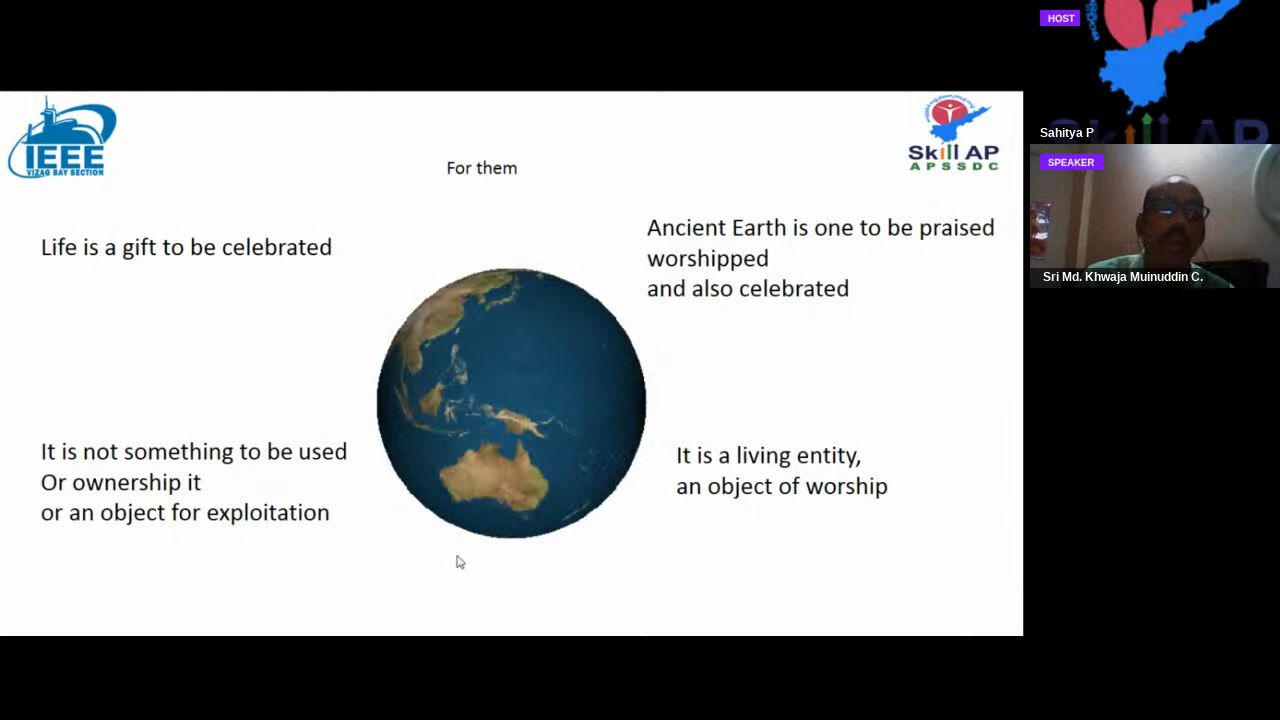 HOST
Sahitya P
SPEAKER
Sri Md. Khwaja Muinuddin C.
IEEE
VIZAG BAY SECTION
Skill AP
APSSDC
For them
Life is a gift to be celebrated
Ancient Earth is one to be praised
worshipped
and also celebrated
It is not something to be used
Or ownership it
or an object for exploitation
It is a living entity,
an object of worship